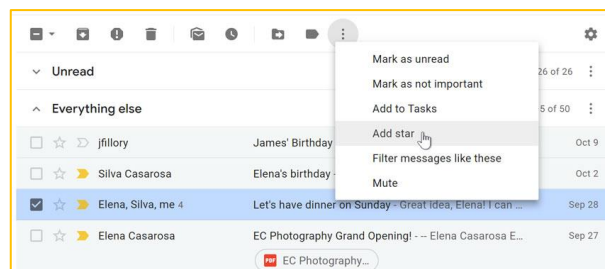 Mark as unread
Unread
26 of 26
Mark as not important
Add to Tasks
Everything else
5 of 50
jfillory
James' Birthday
Add star
Oct 9
Silva Casarosa
Elena's birthday -
Filter messages like these
Oct 2
Mute
Elena, Silva, me 4
Let's have dinner on Sunday - Great idea, Elena! I can ...
Sep 28
Elena Casarosa
EC Photography Grand Opening! - -- Elena Casarosa E...
Sep 27
PDF
EC Photography...